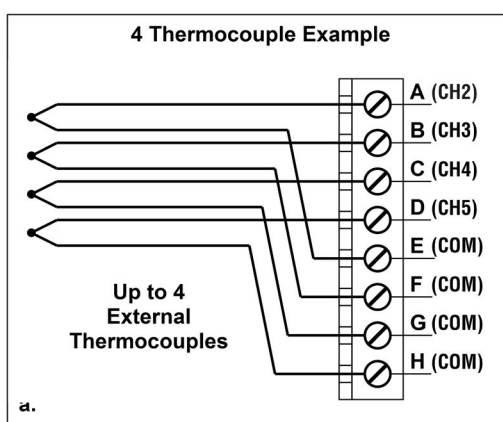 4 Thermocouple Example
A (CH2)
B (CH3)
C (CH4)
D (CH5)
E (COM)
F (COM)
G (COM)
H (COM)
Up to 4
External
Thermocouples
a.